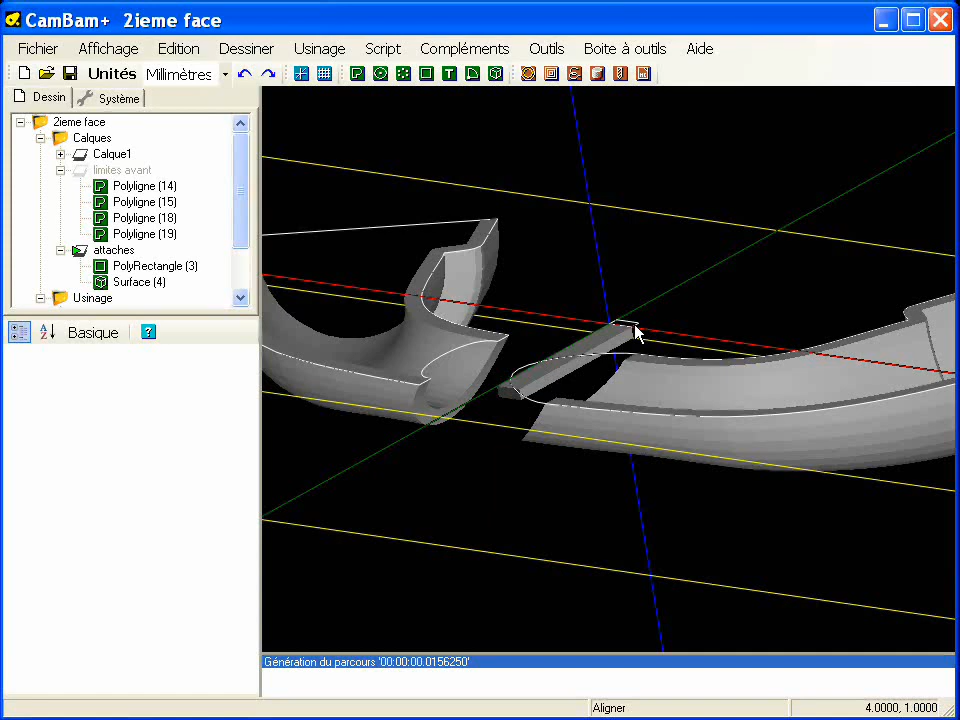 CamBam+ 2ieme face
Fichier Affichage Edition Dessiner Usinage Script Compléments Outils Boite à outils Aide
Unités Millimètres
Dessin Système
2ieme face
Calques
Calque1
limites avant
Polyligne (14)
Polyligne (15)
Polyligne (18)
Polyligne (19)
attaches
PolyRectangle (3)
Surface (4)
Usinage
Basique
Génération du parcours '00:00:00.0156250'
Aligner 4.0000, 1.0000